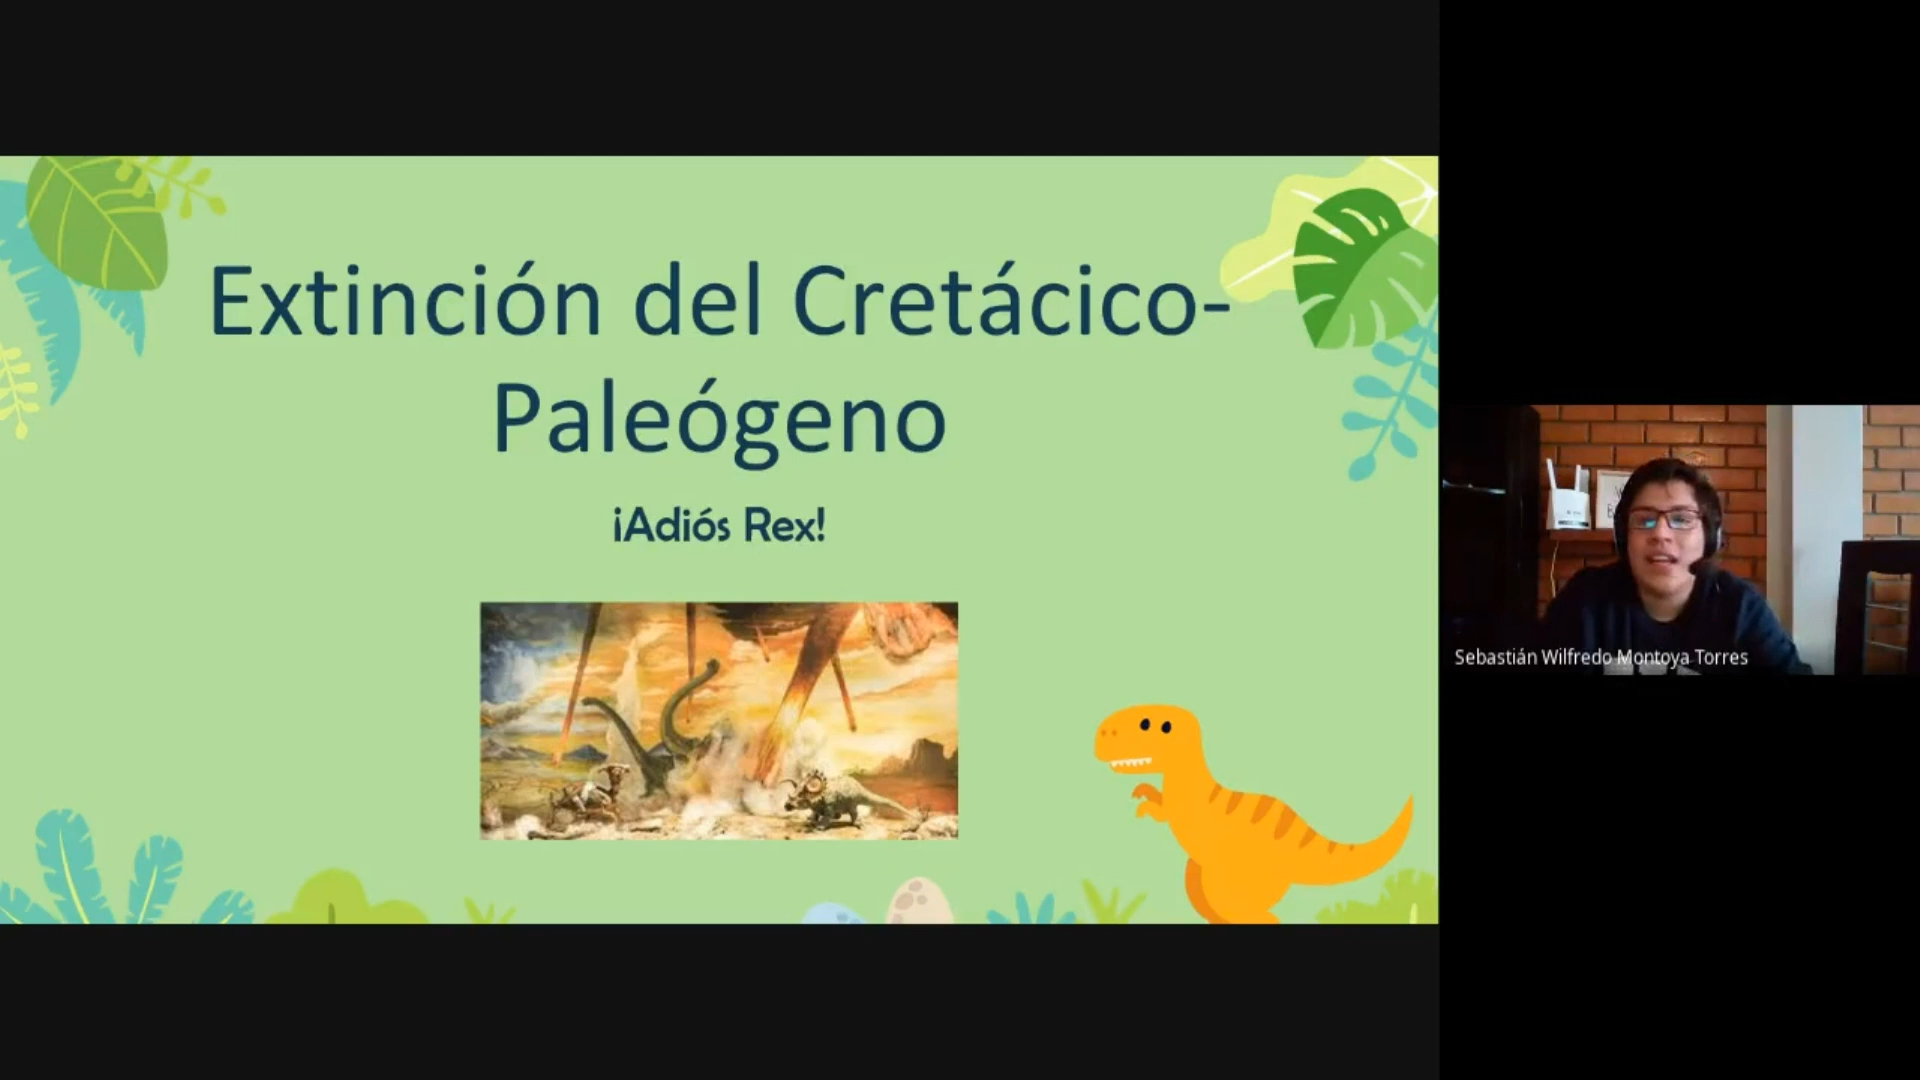 Extinción del Cretácico-
Paleógeno
¡Adiós Rex!
Sebastián Wilfredo Montoya Torres